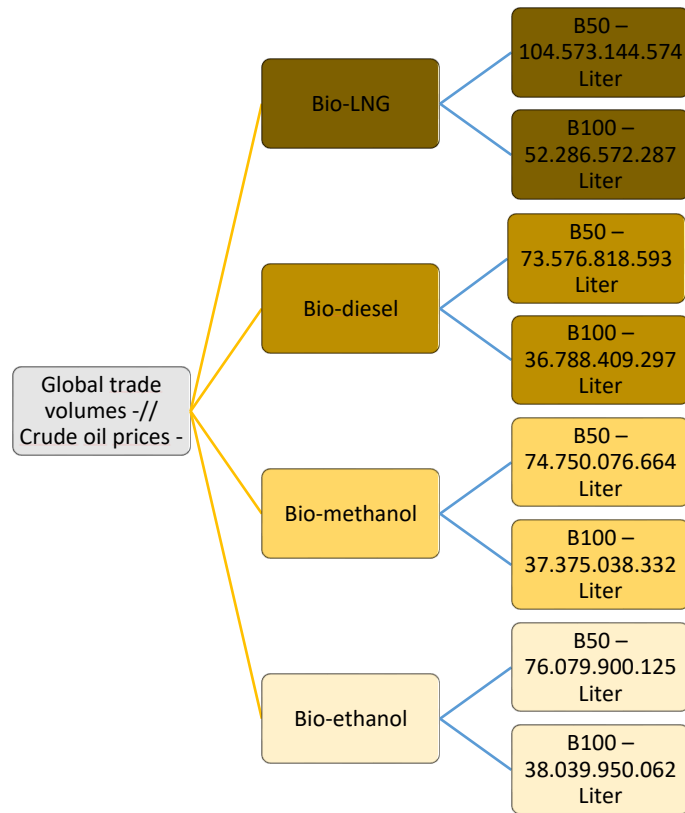 Bio-LNG
B50 –
104.573.144.574
Liter
B100 –
52.286.572.287
Liter
Bio-diesel
B50 –
73.576.818.593
Liter
B100 –
36.788.409.297
Liter
Global trade
volumes -//
Crude oil prices -
Bio-methanol
B50 –
74.750.076.664
Liter
B100 –
37.375.038.332
Liter
Bio-ethanol
B50 –
76.079.900.125
Liter
B100 –
38.039.950.062
Liter